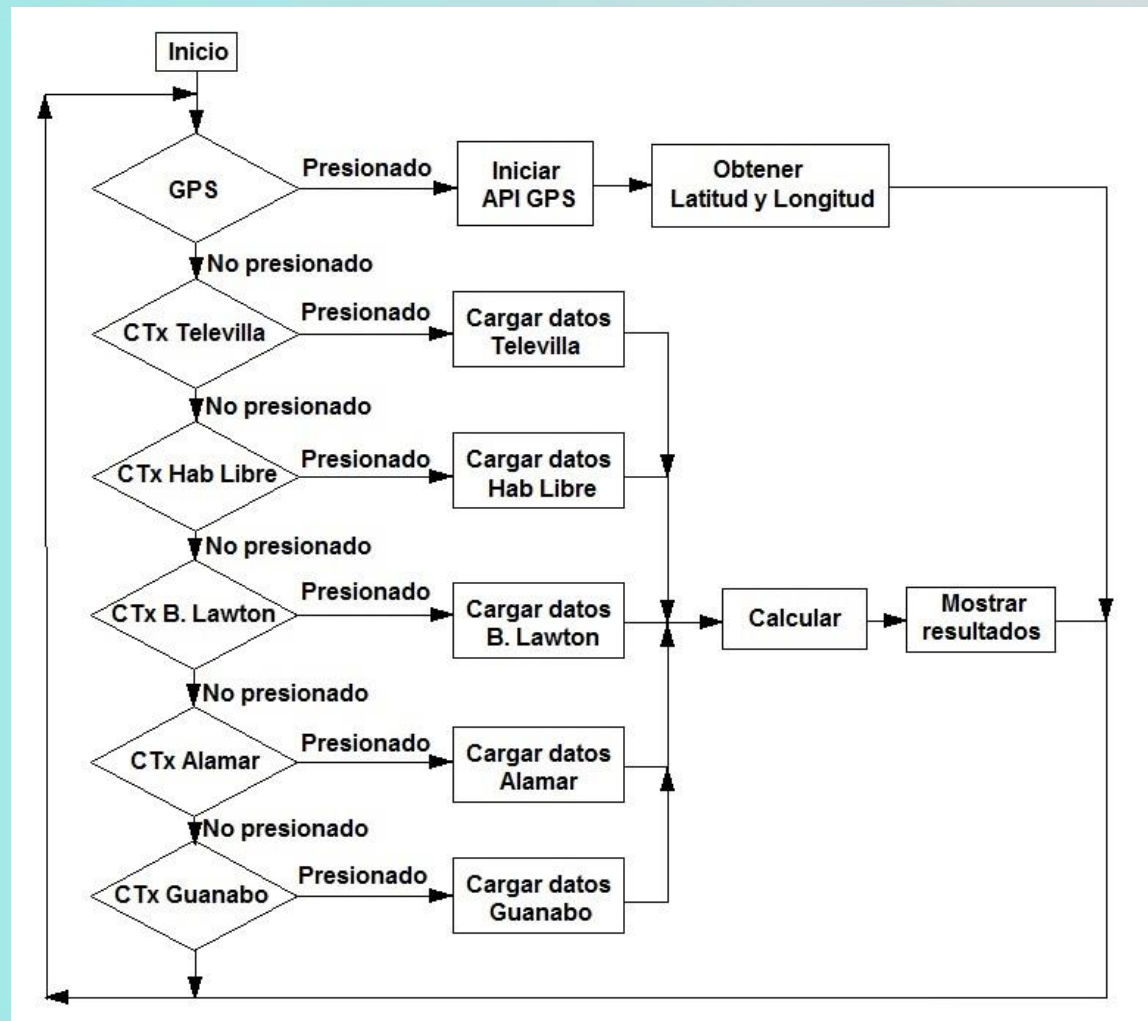 Inicio
GPS
Presionado
Iniciar
API GPS
Obtener
Latitud y Longitud
No presionado
CTx Televilla
Presionado
Cargar datos
Televilla
No presionado
CTx Hab Libre
Presionado
Cargar datos
Hab Libre
No presionado
CTx B. Lawton
Presionado
Cargar datos
B. Lawton
Calcular
Mostrar
resultados
No presionado
CTx Alamar
Presionado
Cargar datos
Alamar
No presionado
CTx Guanabo
Presionado
Cargar datos
Guanabo